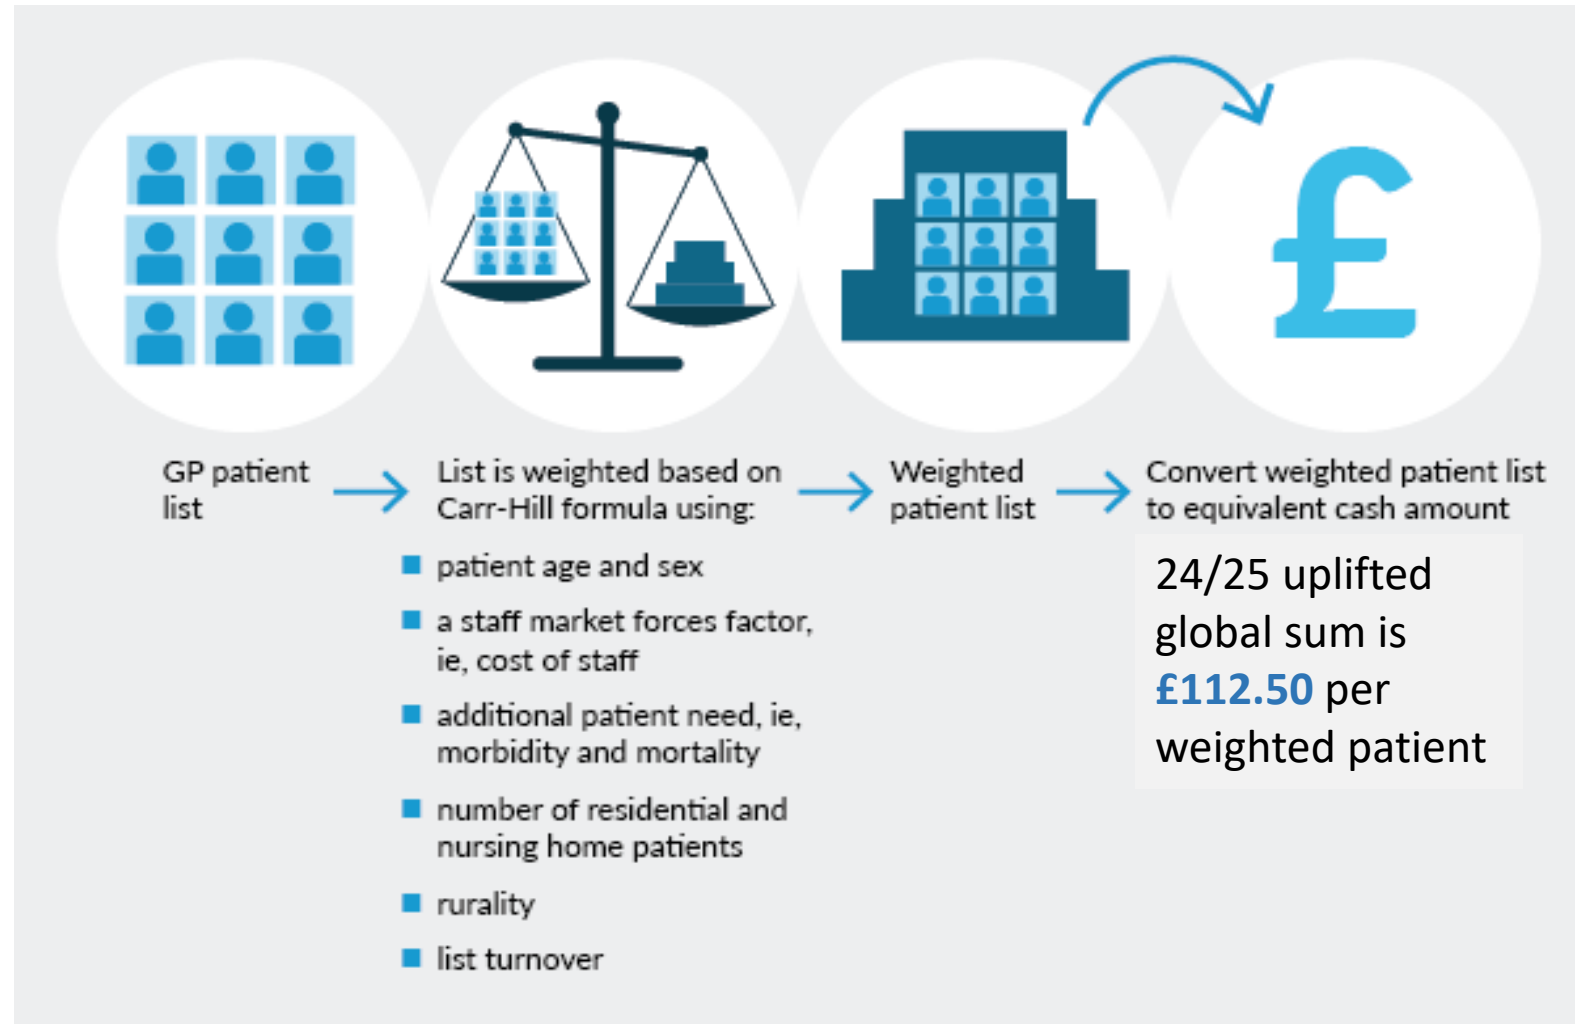 £
GP patient
list
List is weighted based on
Carr-Hill formula using:
patient age and sex
a staff market forces factor,
ie, cost of staff
additional patient need, ie,
morbidity and mortality
number of residential and
nursing home patients
rurality
list turnover
Weighted
patient list
Convert weighted patient list
to equivalent cash amount
24/25 uplifted
global sum is
£112.50 per
weighted patient